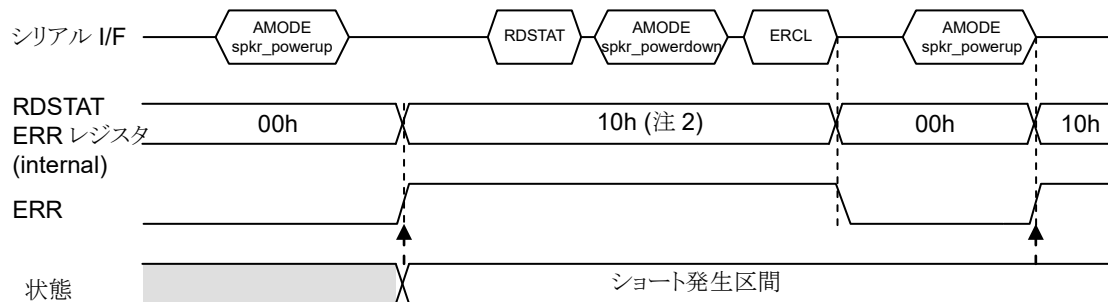 シリアル I/F
AMODE
spkr_powerup
RDSTAT
AMODE
spkr_powerdown
ERCL
AMODE
spkr_powerup
RDSTAT
ERR レジスタ
(internal)
00h
10h (注 2)
00h
10h
ERR
状態
ショート発生区間